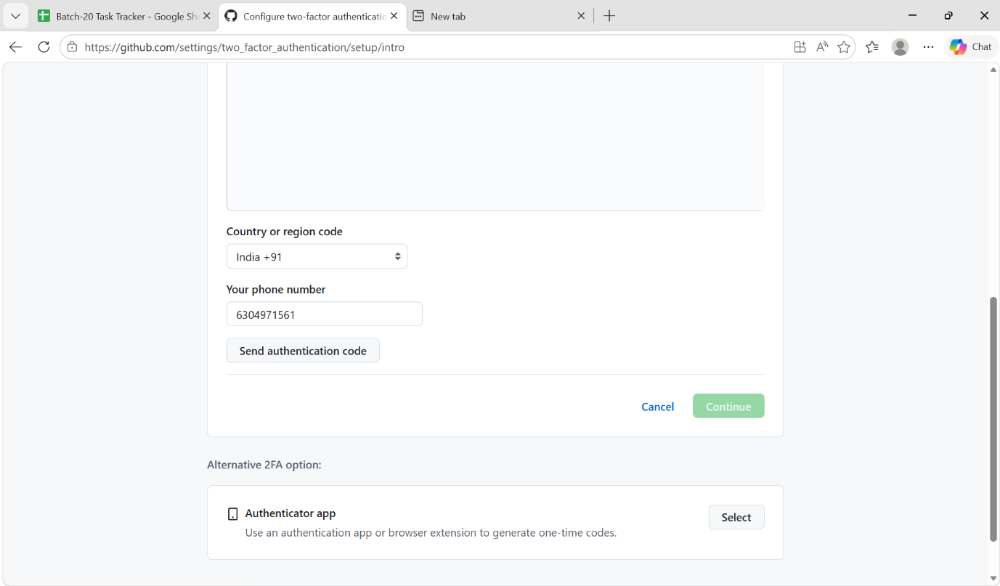 Batch-20 Task Tracker - Google She
Configure two-factor authenticatio
New tab
https://github.com/settings/two_factor_authentication/setup/intro
Chat
Country or region code
India +91
Your phone number
6304971561
Send authentication code
Cancel
Continue
Alternative 2FA option:
Authenticator app
Select
Use an authentication app or browser extension to generate one-time codes.